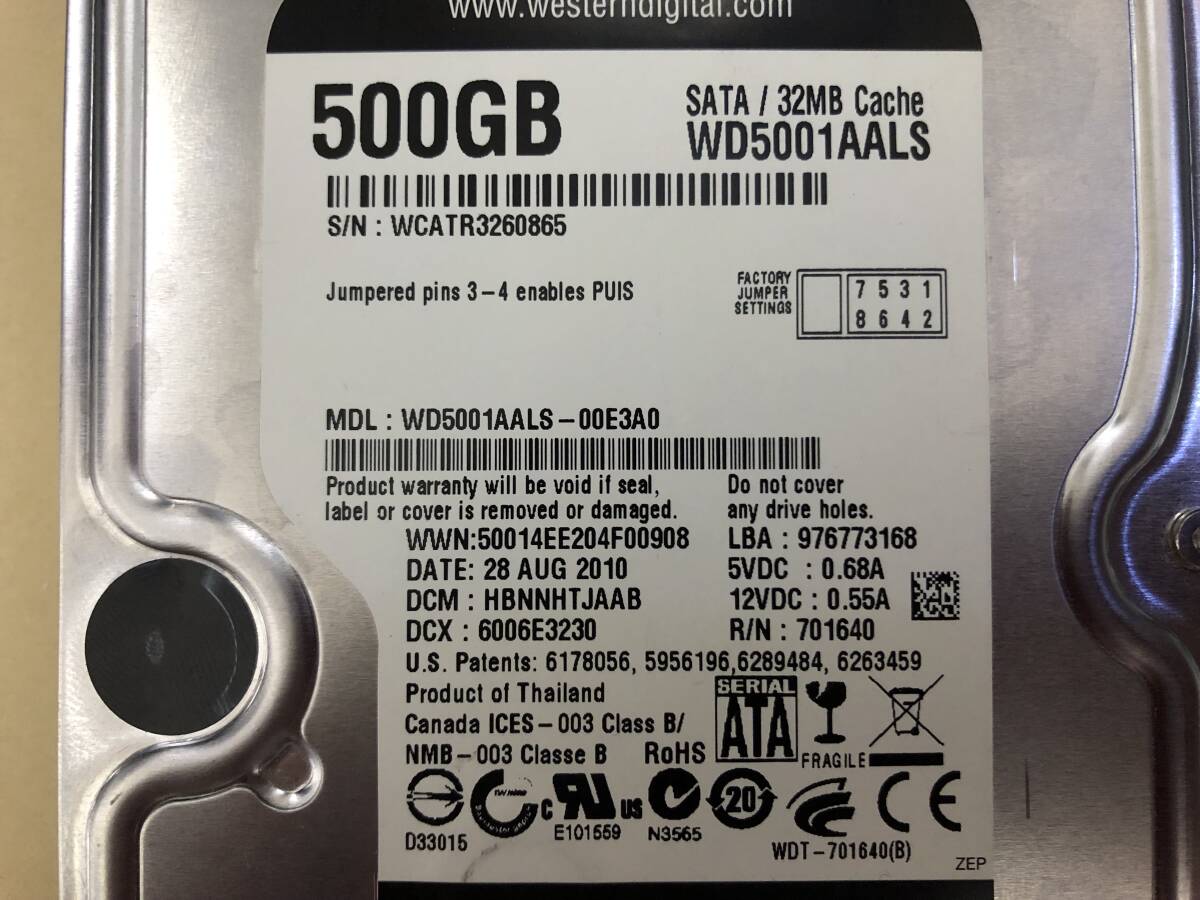 www.westerndigital.com
500GB
SATA / 32MB Cache
WD5001AALS
S/N : WCATR3260865
Jumpered pins 3-4 enables PUIS
FACTORY
JUMPER
SETTINGS
7 5 3 1
8 6 4 2
MDL : WD5001AALS-00E3A0
Product warranty will be void if seal,
label or cover is removed or damaged.
Do not cover
any drive holes.
WWN:50014EE204F00908
LBA : 976773168
DATE: 28 AUG 2010
5VDC : 0.68A
DCM : HBNNHTJAAB
12VDC : 0.55A
DCX : 6006E3230
R/N : 701640
U.S. Patents: 6178056, 5956196,6289484, 6263459
Product of Thailand
Canada ICES-003 Class B/
NMB-003 Classe B
RoHS
SERIAL
ATA
FRAGILE
D33015
c
US
E101559
N3565
20
CE
WDT-701640(B)
ZEP